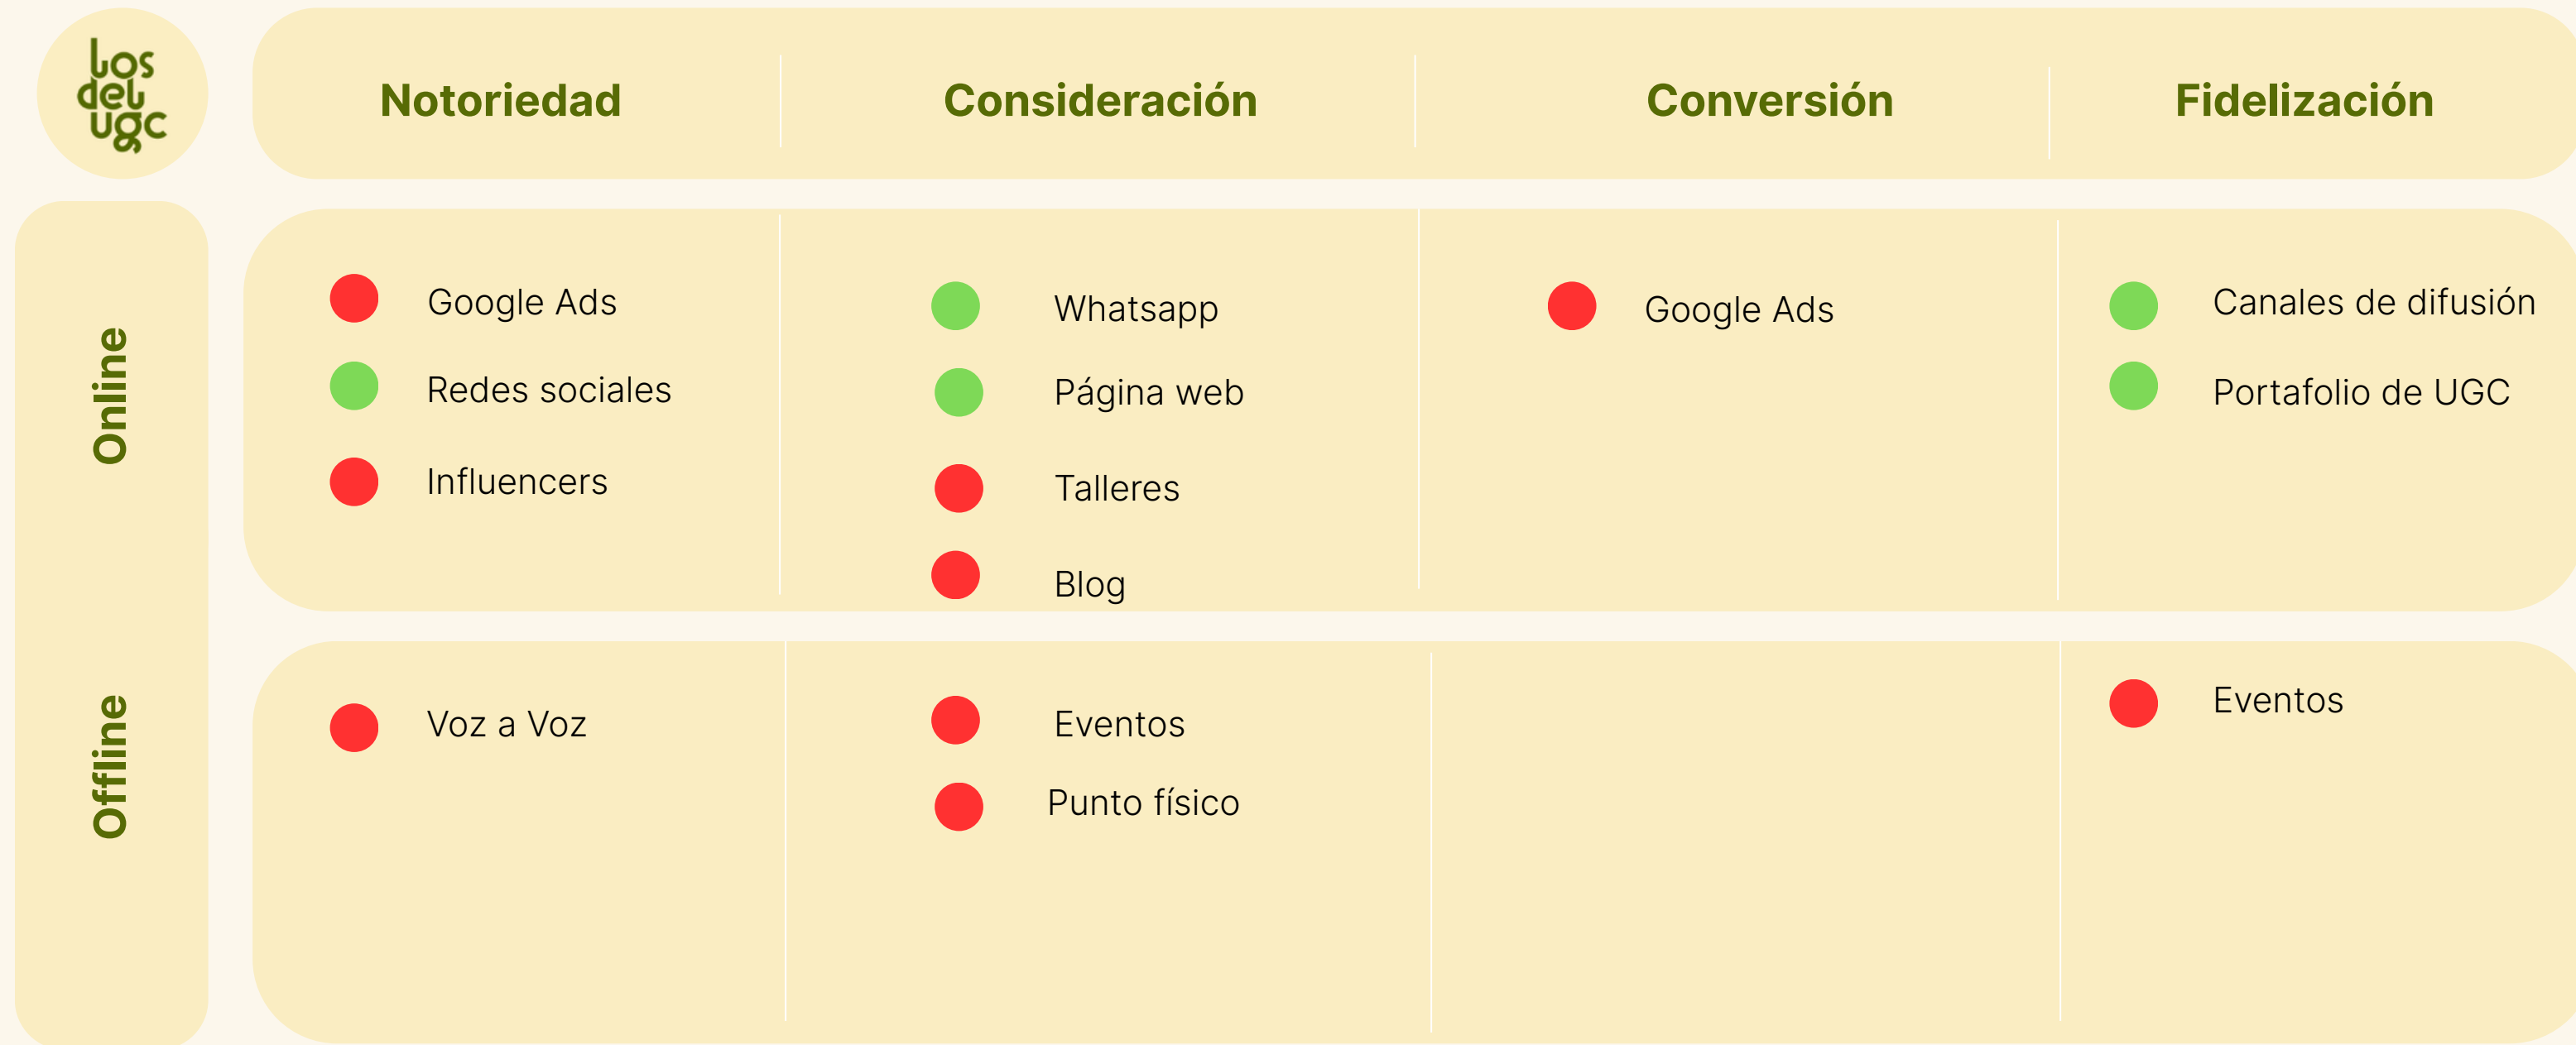 Los
del
ugc
Notoriedad
Consideración
Conversión
Fidelización
Online
Google Ads
Redes sociales
Influencers
Whatsapp
Página web
Talleres
Blog
Google Ads
Canales de difusión
Portafolio de UGC
Offline
Voz a Voz
Eventos
Punto físico
Eventos